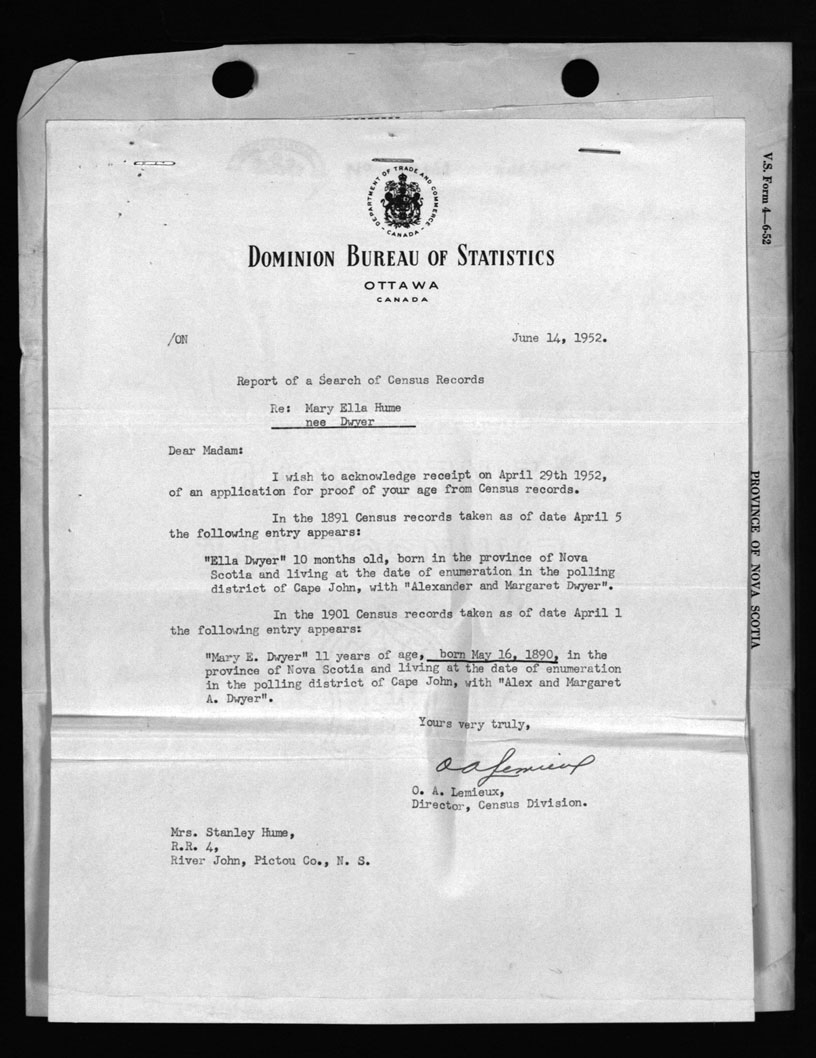 DEPARTMENT OF TRADE AND COMMERCE
CANADA
DOMINION BUREAU OF STATISTICS
OTTAWA
CANADA
/ON
June 14, 1952.
Report of a Search of Census Records
Re: Mary Ella Hume
nee Dwyer
Dear Madam:
I wish to acknowledge receipt on April 29th 1952,
of an application for proof of your age from Census records.
In the 1891 Census records taken as of date April 5
the following entry appears:
"Ella Dwyer" 10 months old, born in the province of Nova
Scotia and living at the date of enumeration in the polling
district of Cape John, with "Alexander and Margaret Dwyer".
In the 1901 Census records taken as of date April 1
the following entry appears:
"Mary E. Dwyer" 11 years of age, born May 16, 1890, in the
province of Nova Scotia and living at the date of enumeration
in the polling district of Cape John, with "Alex and Margaret
A. Dwyer".
Yours very truly,
O A Lemieux
O. A. Lemieux,
Director, Census Division.
Mrs. Stanley Hume,
R.R. 4,
River John, Pictou Co., N. S.
V.S. Form 4—6-52
PROVINCE OF NOVA SCOTIA